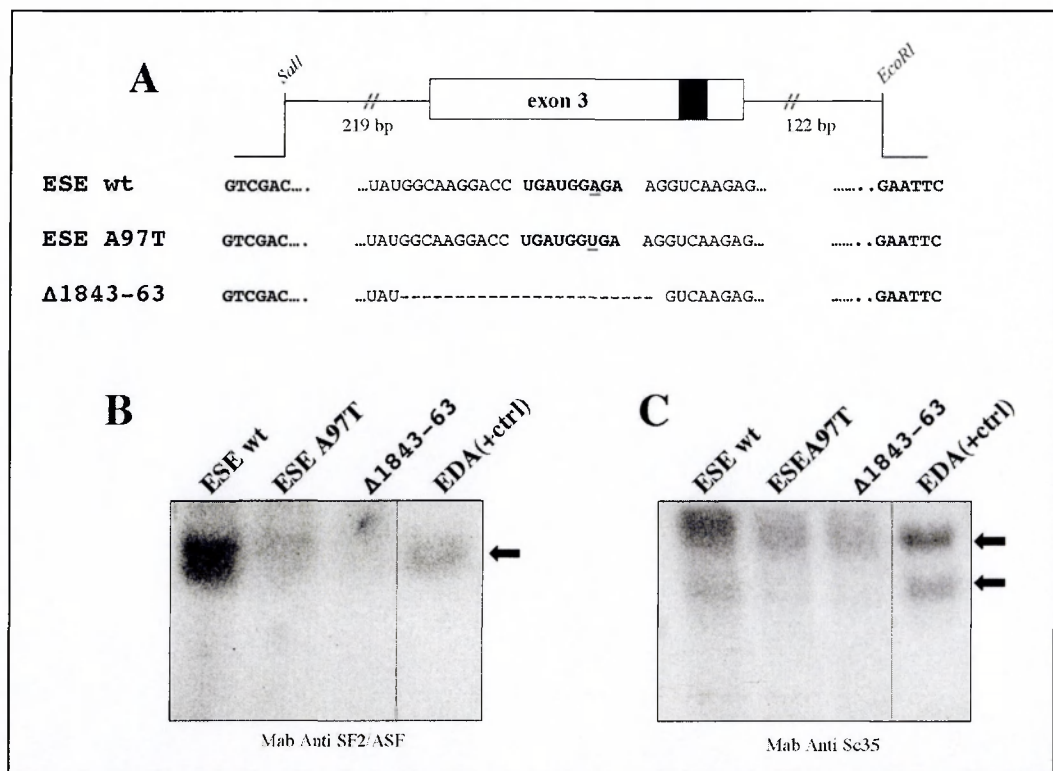 A
SalI
EcoRI
exon 3
219 bp
122 bp
ESE wt GTCGAC.... ...UAUGGCAAGGACC UGAUGGAGA AGGUCAAGAG... ........GAATTC
ESE A97T GTCGAC.... ...UAUGGCAAGGACC UGAUGGUGA AGGUCAAGAG... ........GAATTC
Δ1843-63 GTCGAC.... ...UAU------------------------ GUCAAGAG... ........GAATTC
B
ESE wt
ESE A97T
Δ1843-63
EDA(+ctrl)
Mab Anti SF2/ASF
C
ESE wt
ESEA97T
Δ1843-63
EDA(+ctrl)
Mab Anti Sc35